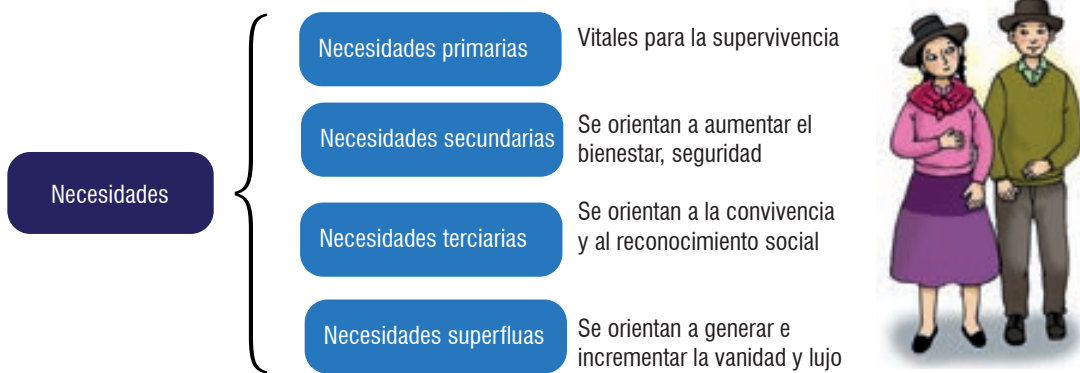 Necesidades
Necesidades primarias
Vitales para la supervivencia
Necesidades secundarias
Se orientan a aumentar el
bienestar, seguridad
Necesidades terciarias
Se orientan a la convivencia
y al reconocimiento social
Necesidades superfluas
Se orientan a generar e
incrementar la vanidad y lujo